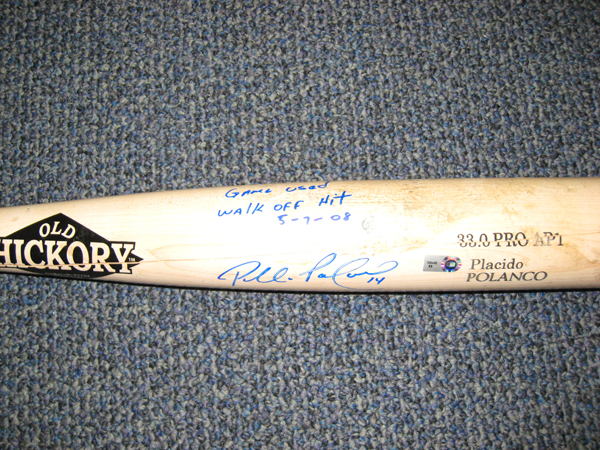 OLD
HICKORY
GAME USED
WALK OFF Hit
5-7-08
14
33.0 PRO AP1
Placido
POLANCO